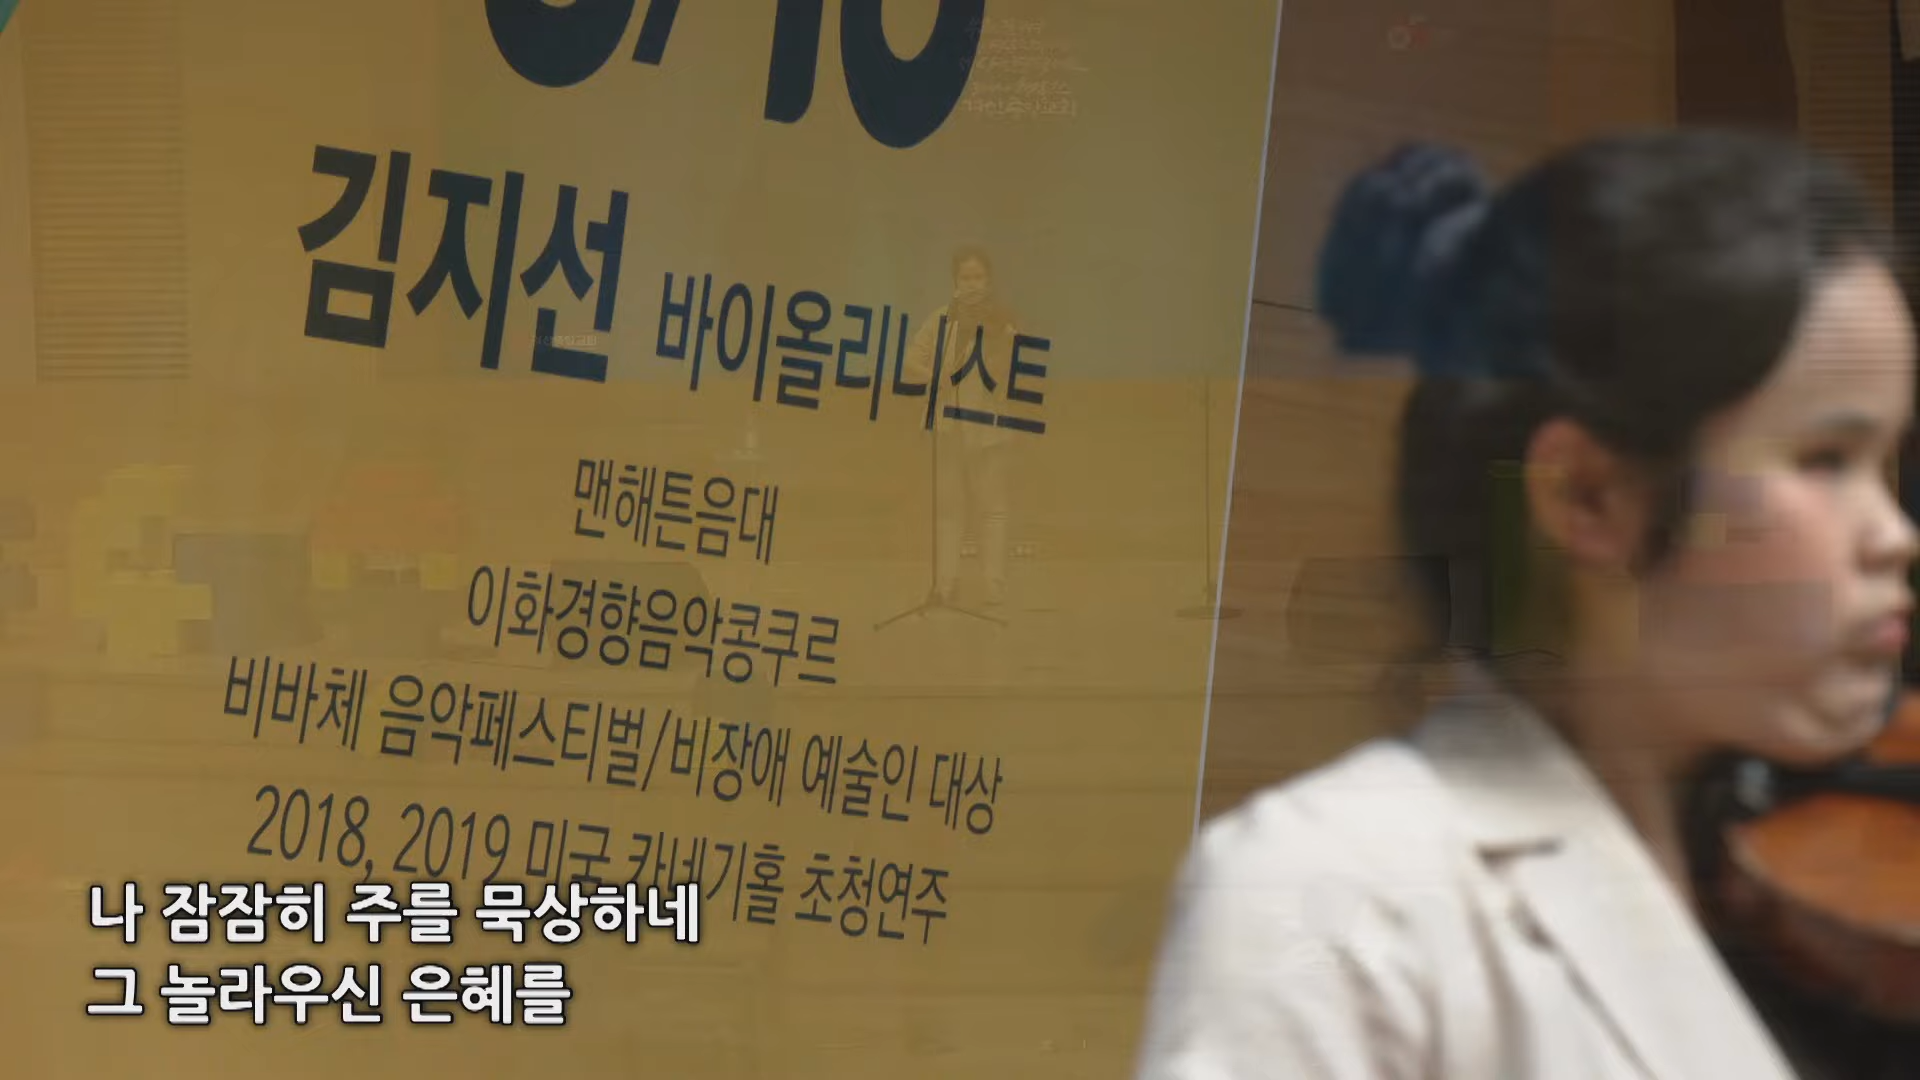 김지선 바이올리니스트
맨해튼음대
이화경향음악콩쿠르
비바체 음악페스티벌/비장애 예술인 대상
2018, 2019 미국 카네기홀 초청연주
나 잠잠히 주를 묵상하네
그 놀라우신 은혜를